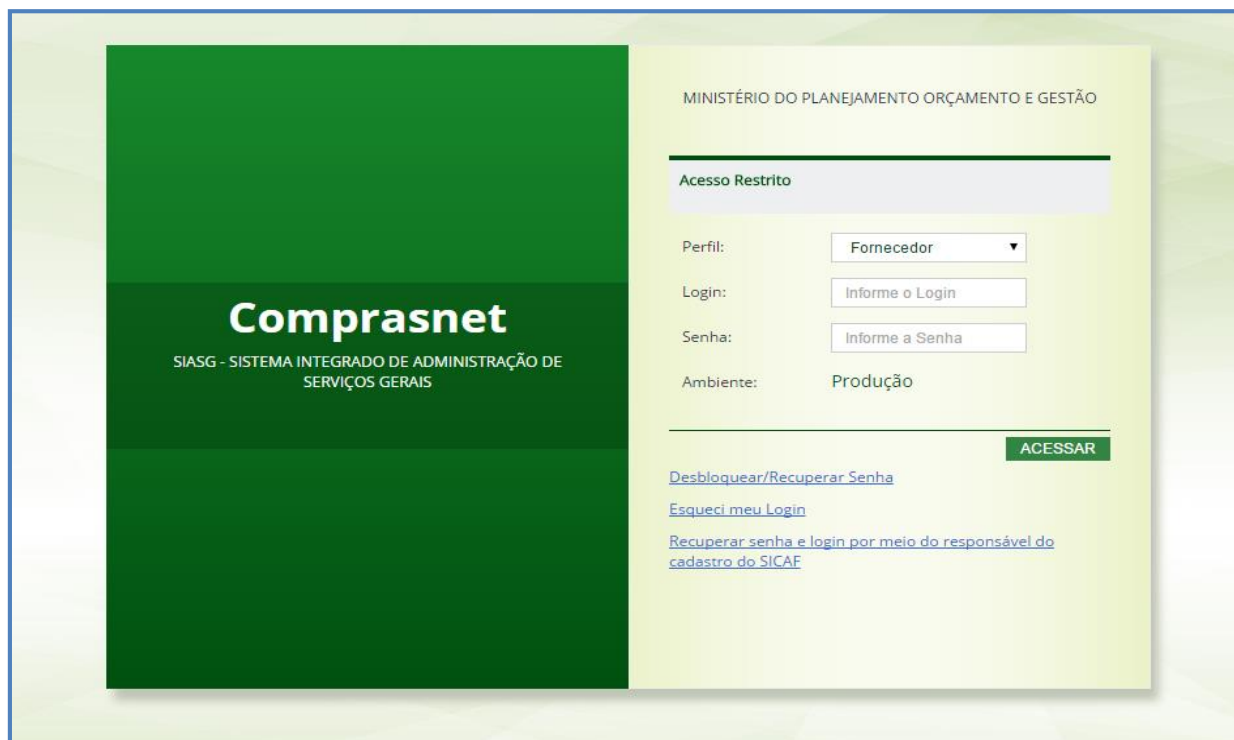 Comprasnet
SIASG - SISTEMA INTEGRADO DE ADMINISTRAÇÃO DE
SERVIÇOS GERAIS
MINISTÉRIO DO PLANEJAMENTO ORÇAMENTO E GESTÃO
Acesso Restrito
Perfil: Fornecedor
Login: Informe o Login
Senha: Informe a Senha
Ambiente: Produção
ACESSAR
Desbloquear/Recuperar Senha
Esqueci meu Login
Recuperar senha e login por meio do responsável do
cadastro do SICAF